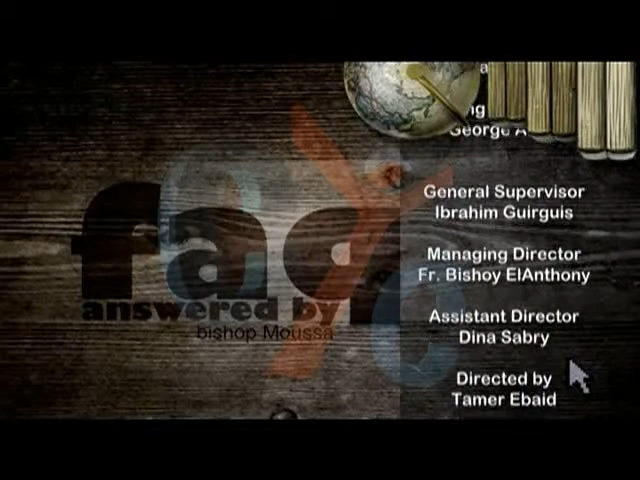 faq
answered by
bishop Moussa
George A
General Supervisor
Ibrahim Guirguis
Managing Director
Fr. Bishoy ElAnthony
Assistant Director
Dina Sabry
Directed by
Tamer Ebaid